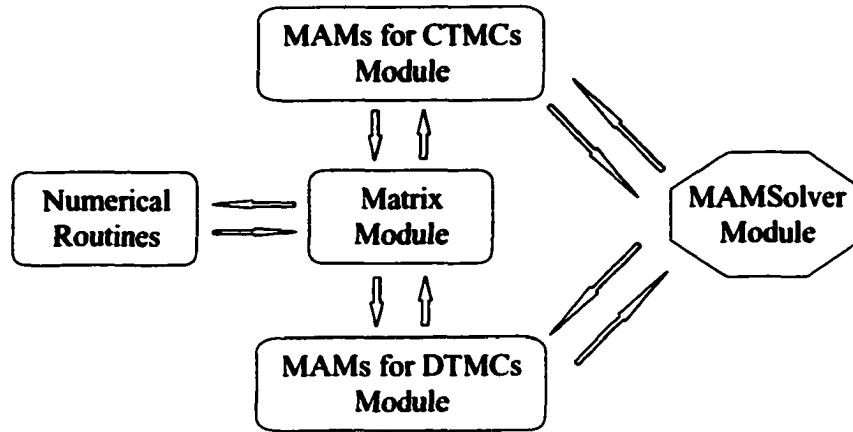 MAMs for CTMCs
Module
Numerical
Routines
Matrix
Module
MAMSolver
Module
MAMs for DTMCs
Module